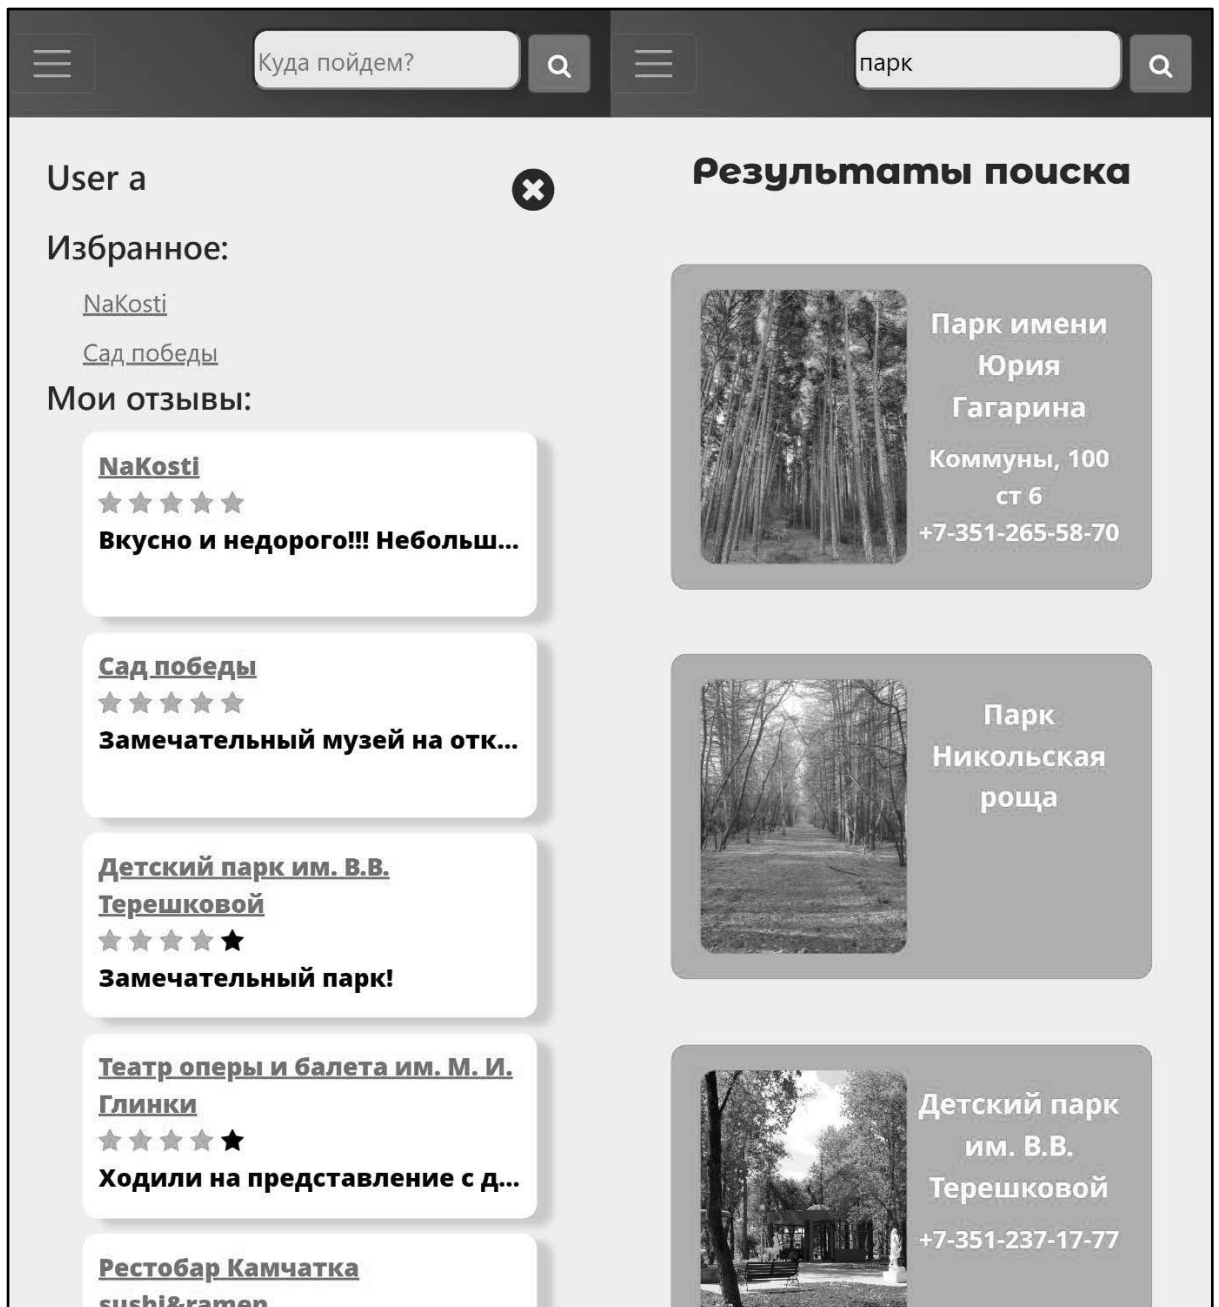 Куда пойдем?
User a
Избранное:
NaKosti
Сад победы
Мои отзывы:
NaKosti
Вкусно и недорого!!! Небольш...
Сад победы
Замечательный музей на отк...
Детский парк им. В.В.
Терешковой
Замечательный парк!
Театр оперы и балета им. М. И.
Глинки
Ходили на представление с д...
Рестобар Камчатка
sushi&ramen
парк
Результаты поиска
Парк имени
Юрия
Гагарина
Коммуны, 100
ст 6
+7-351-265-58-70
Парк
Никольская
роща
Детский парк
им. В.В.
Терешковой
+7-351-237-17-77